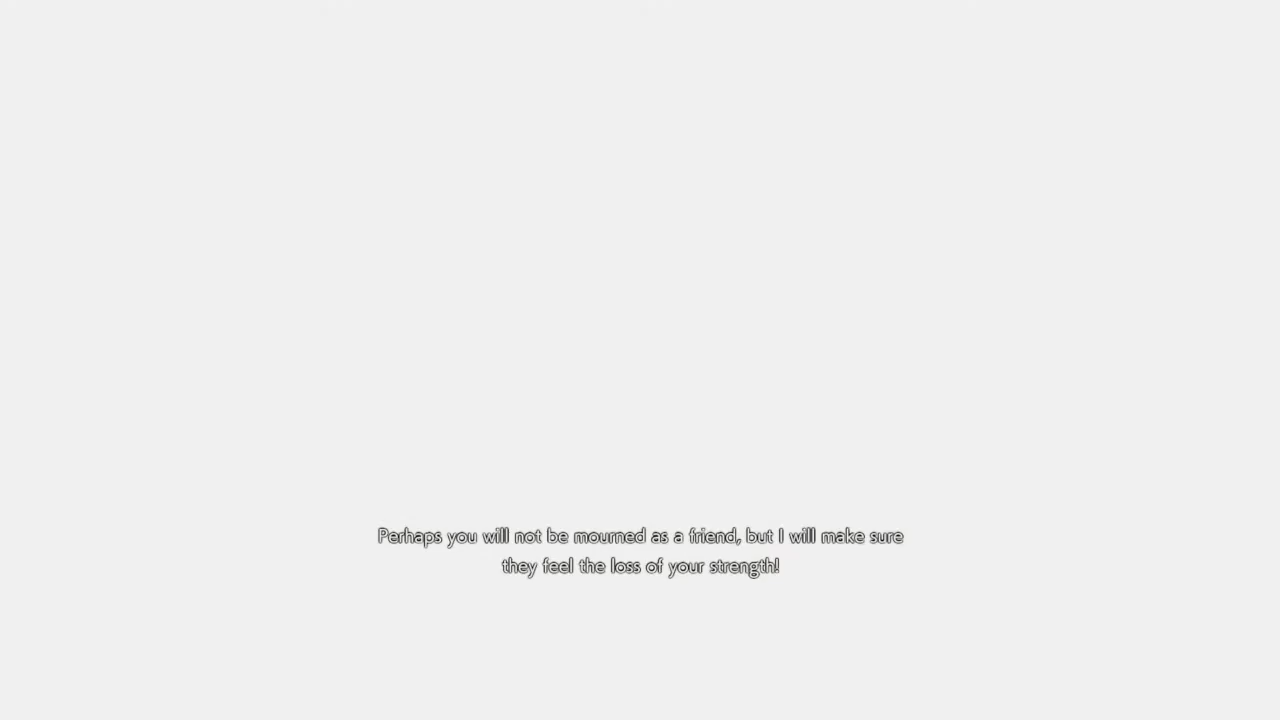 Perhaps you will not be mourned as a friend, but I will make sure
they feel the loss of your strength!